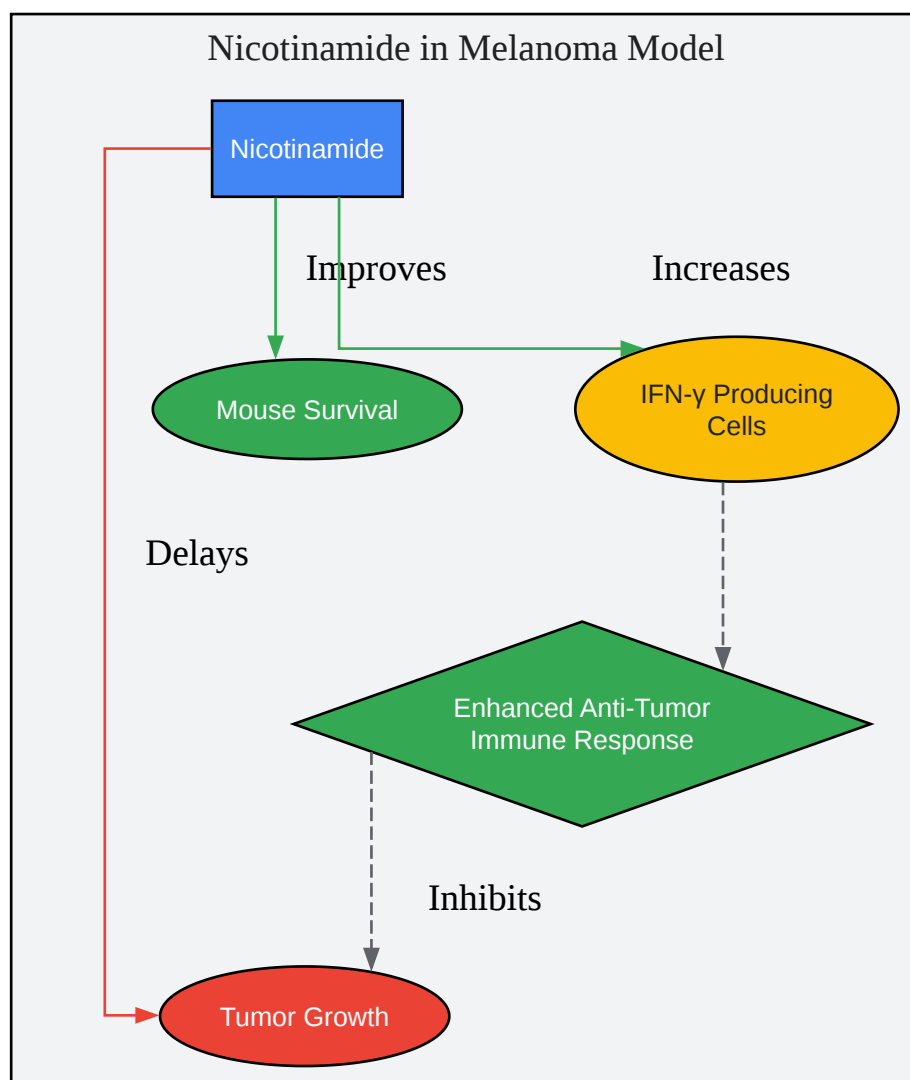 Nicotinamide in Melanoma Model
Nicotinamide
Improves
Increases
Mouse Survival
IFN-γ Producing
Cells
Delays
Enhanced Anti-Tumor
Immune Response
Inhibits
Tumor Growth